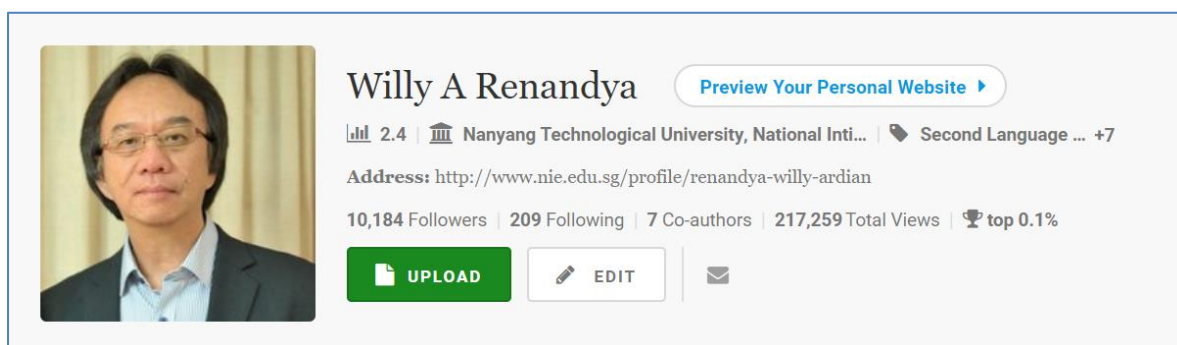 Willy A Renandya Preview Your Personal Website
2.4 Nanyang Technological University, National Inti... Second Language ... +7
Address: http://www.nie.edu.sg/profile/renandya-willy-ardian
10,184 Followers 209 Following 7 Co-authors 217,259 Total Views top 0.1%
UPLOAD EDIT